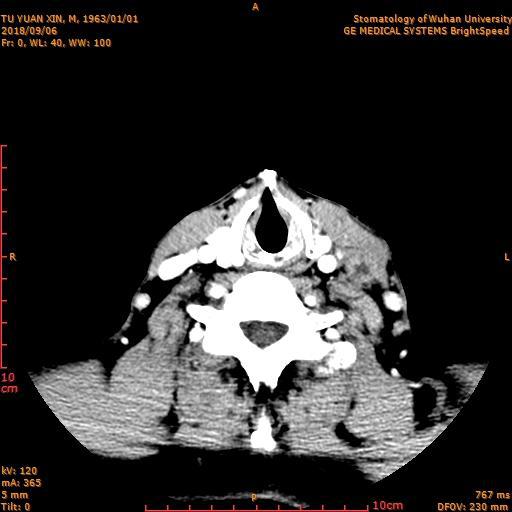 A
TU YUAN XIN, M, 1963/01/01
2018/09/06
Fr: 0, WL: 40, WW: 100
Stomatology of Wuhan University
GE MEDICAL SYSTEMS BrightSpeed
R
L
10
cm
kV: 120
mA: 365
5 mm
Tilt: 0
P
10cm
767 ms
DFOV: 230 mm